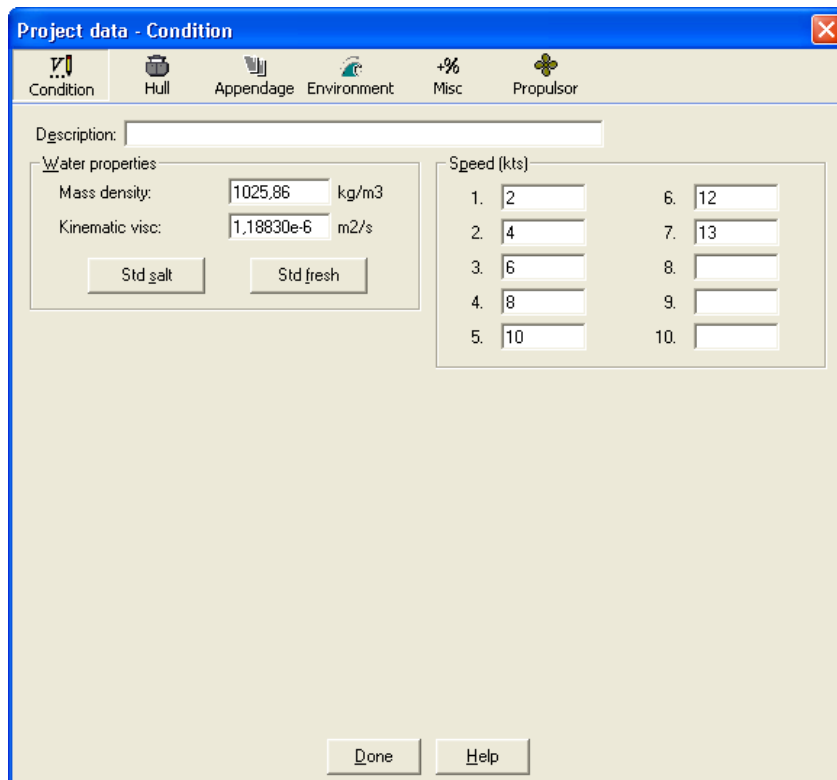 Project data - Condition
Condition Hull Appendage Environment Misc Propulsor
+%
Description:
Water properties
Mass density: 1025,86 kg/m3
Kinematic visc: 1,18830e-6 m2/s
Std salt Std fresh
Speed (kts)
1. 2 6. 12
2. 4 7. 13
3. 6 8.
4. 8 9.
5. 10 10.
Done Help